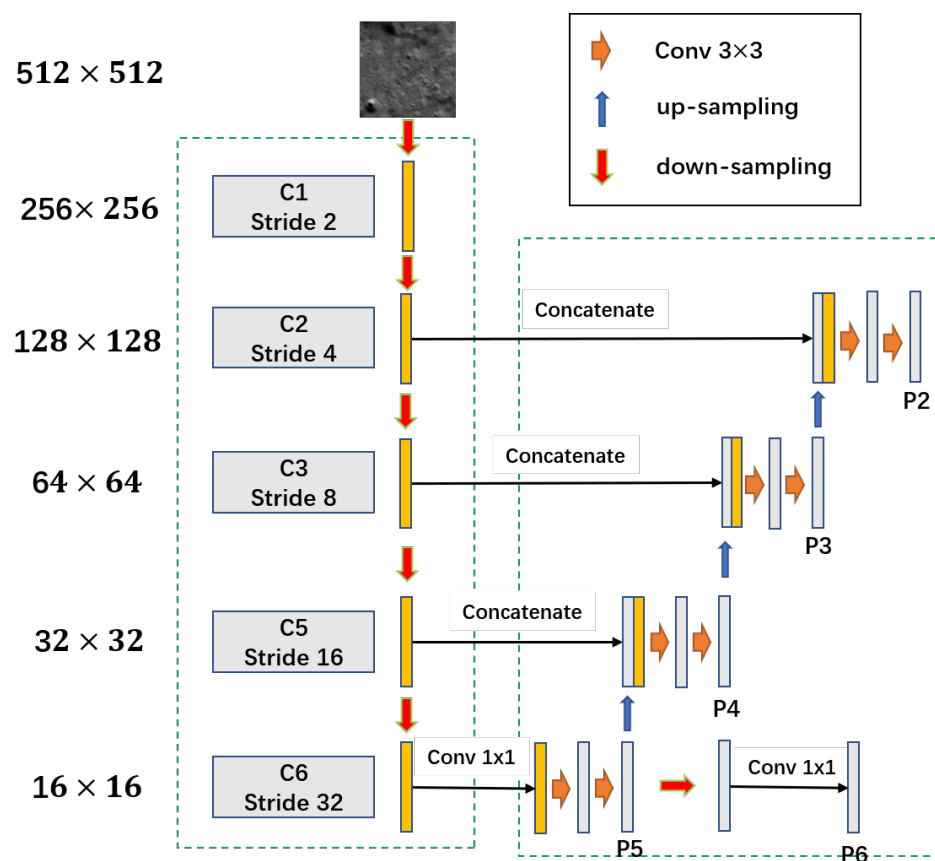 512 × 512
Conv 3×3
up-sampling
down-sampling
256× 256
C1
Stride 2
128 × 128
C2
Stride 4
Concatenate
P2
64 × 64
C3
Stride 8
Concatenate
P3
32 × 32
C5
Stride 16
Concatenate
P4
16 × 16
C6
Stride 32
Conv 1x1
Conv 1x1
P5
P6